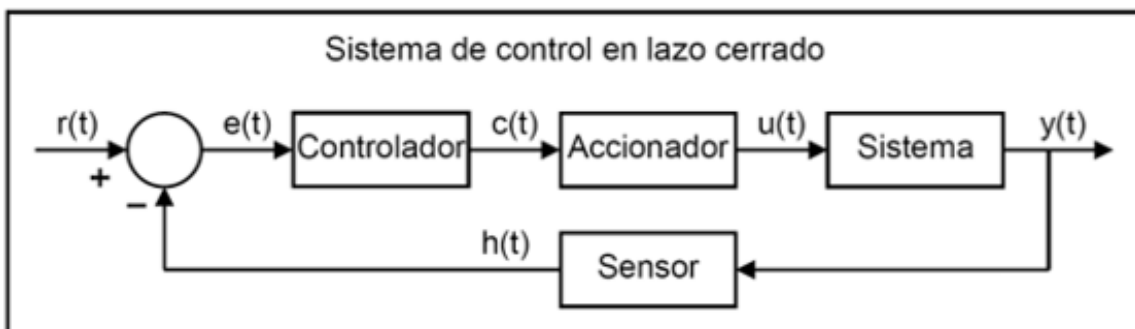 Sistema de control en lazo cerrado
r(t) e(t) Controlador c(t) Accionador u(t) Sistema y(t)
+
−
h(t) Sensor